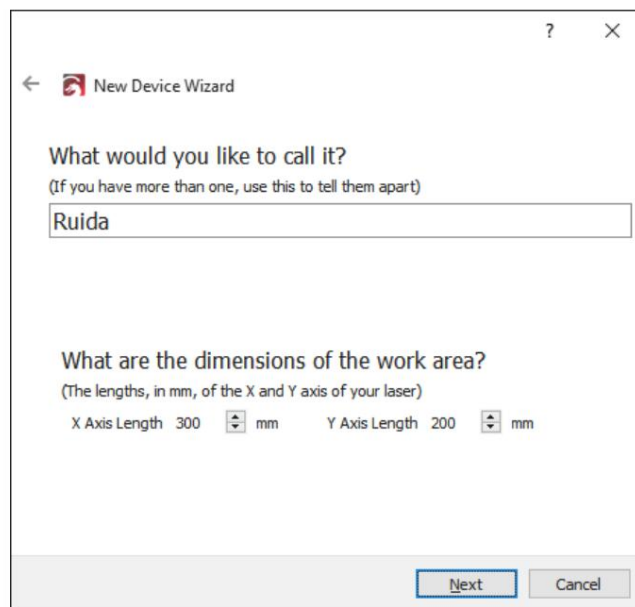 ?
New Device Wizard
What would you like to call it?
(If you have more than one, use this to tell them apart)
Ruida
What are the dimensions of the work area?
(The lengths, in mm, of the X and Y axis of your laser)
X Axis Length 300 mm Y Axis Length 200 mm
Next Cancel